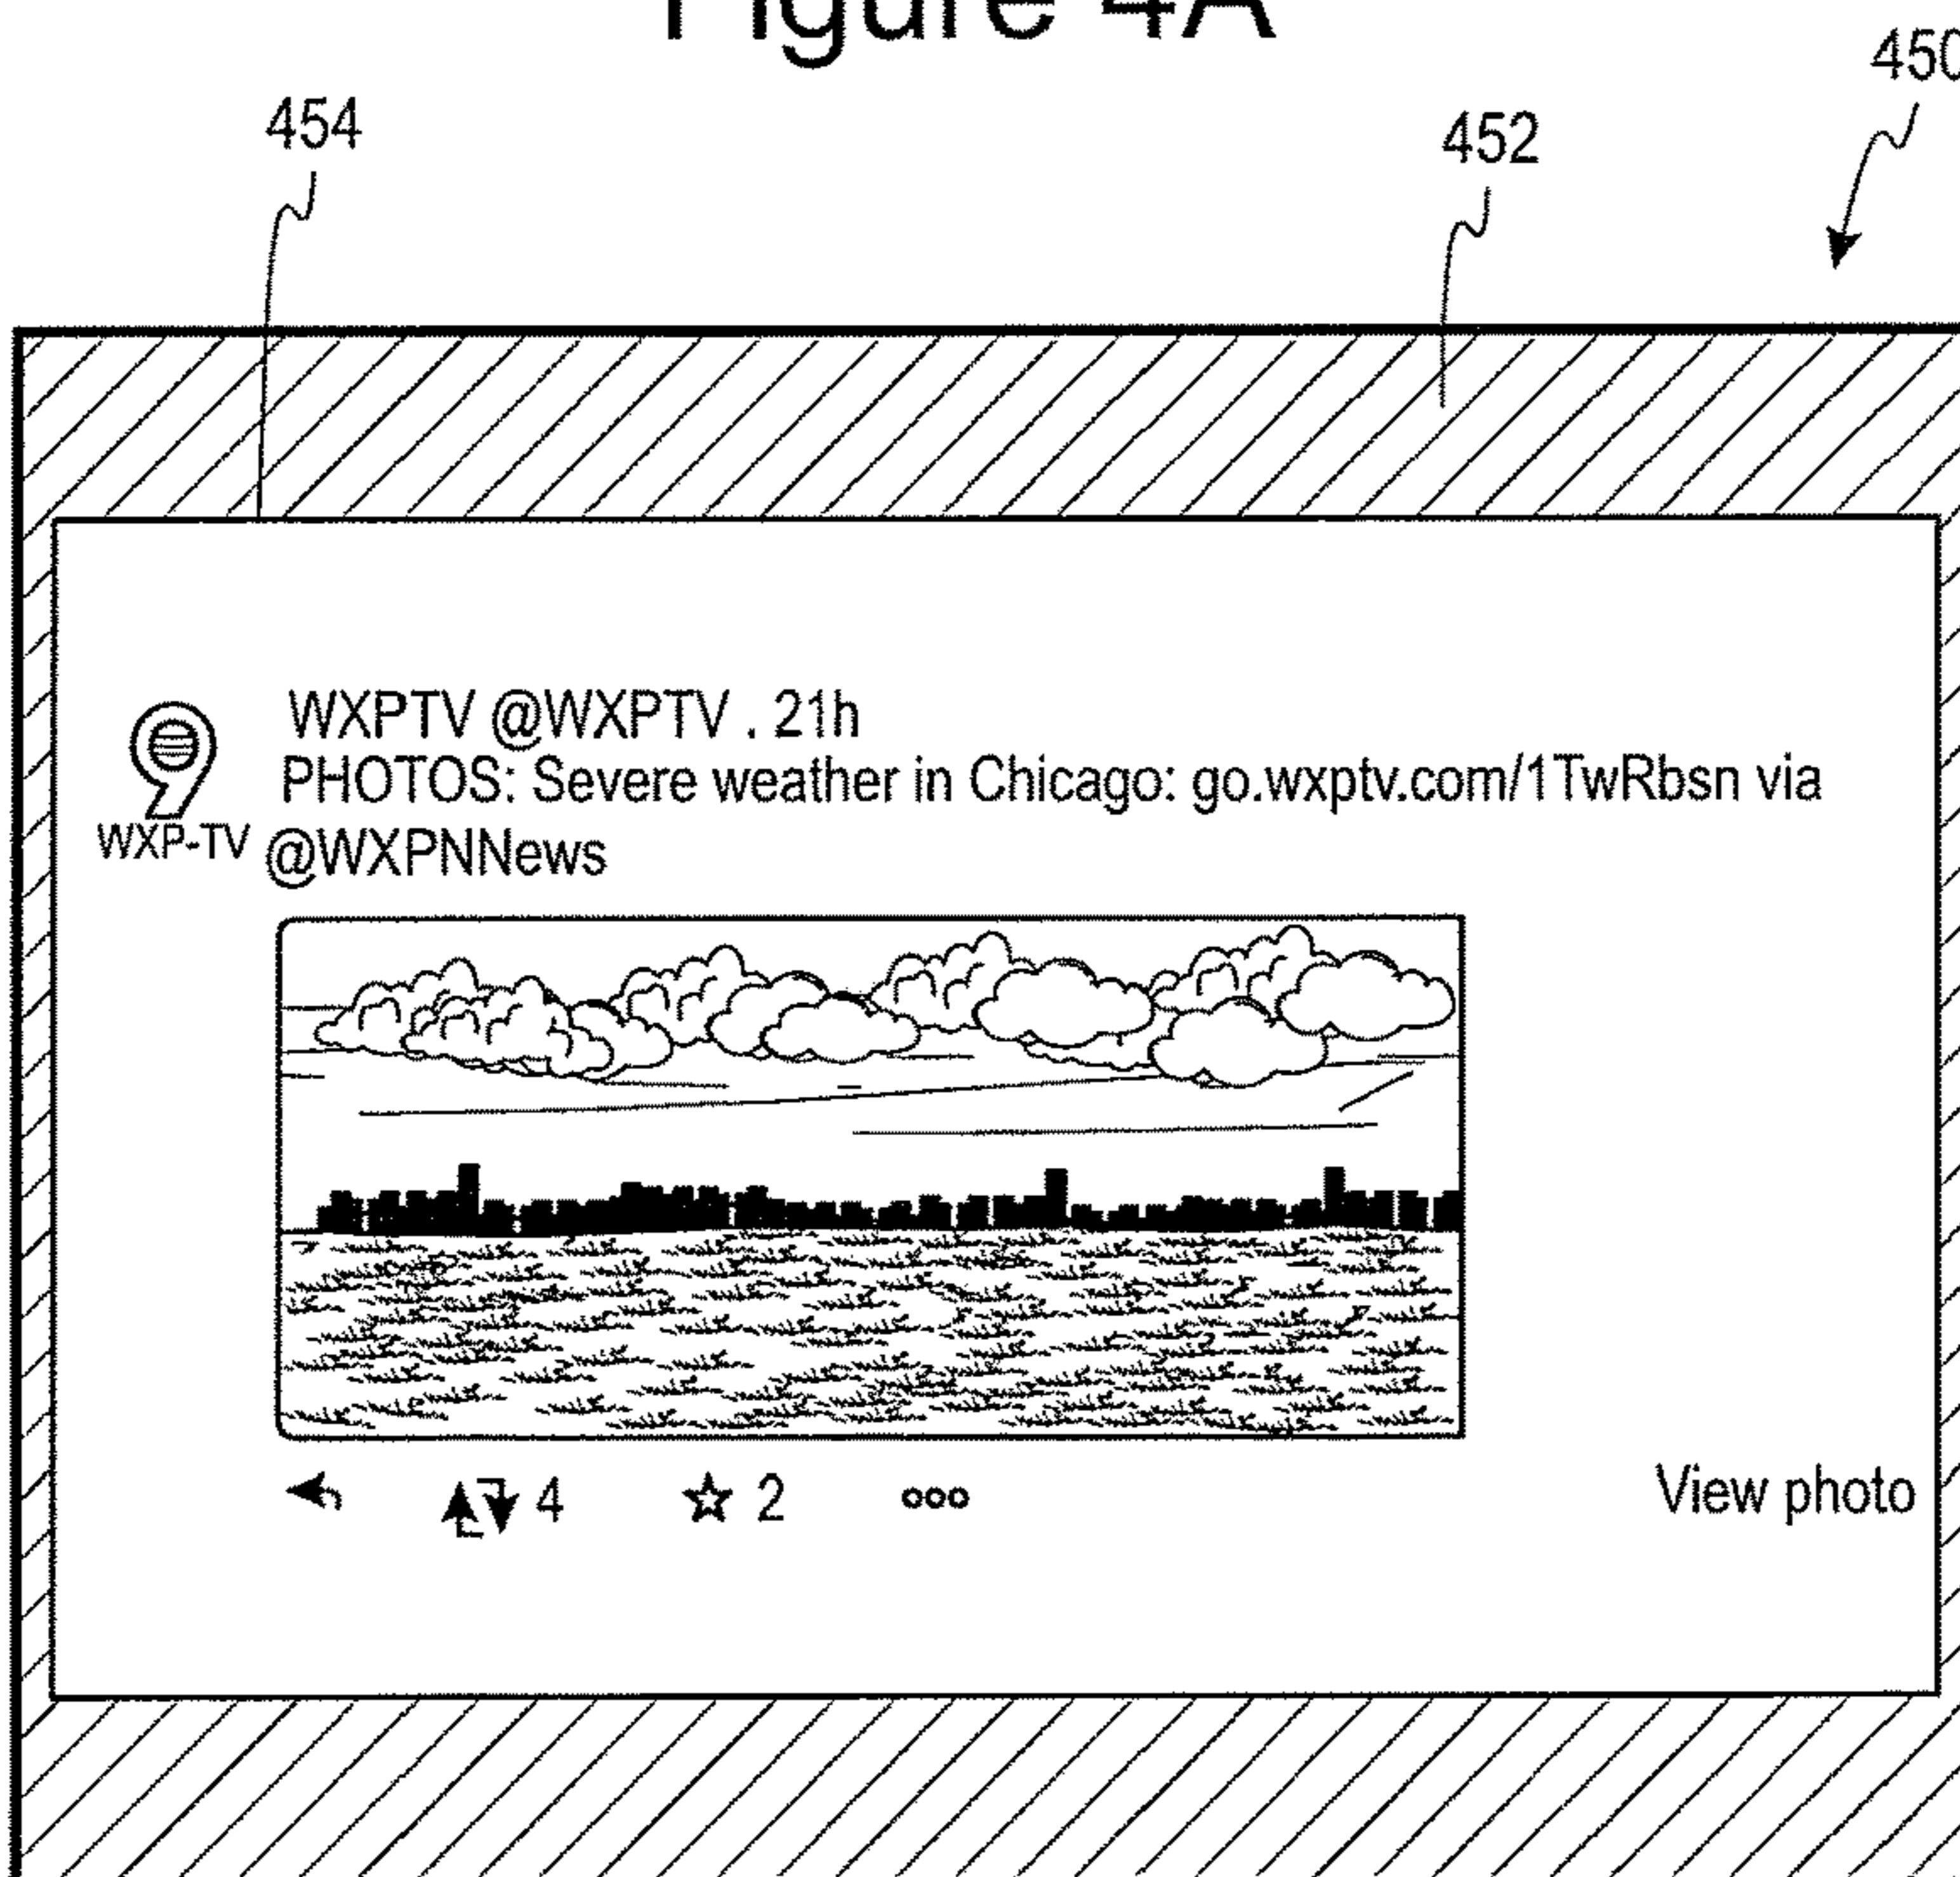 Figure 4A
450
454
452
WXPTV @WXPTV . 21h
PHOTOS: Severe weather in Chicago: go.wxptv.com/1TwRbsn via
@WXPNNews
9
WXP-TV
4
2
View photo